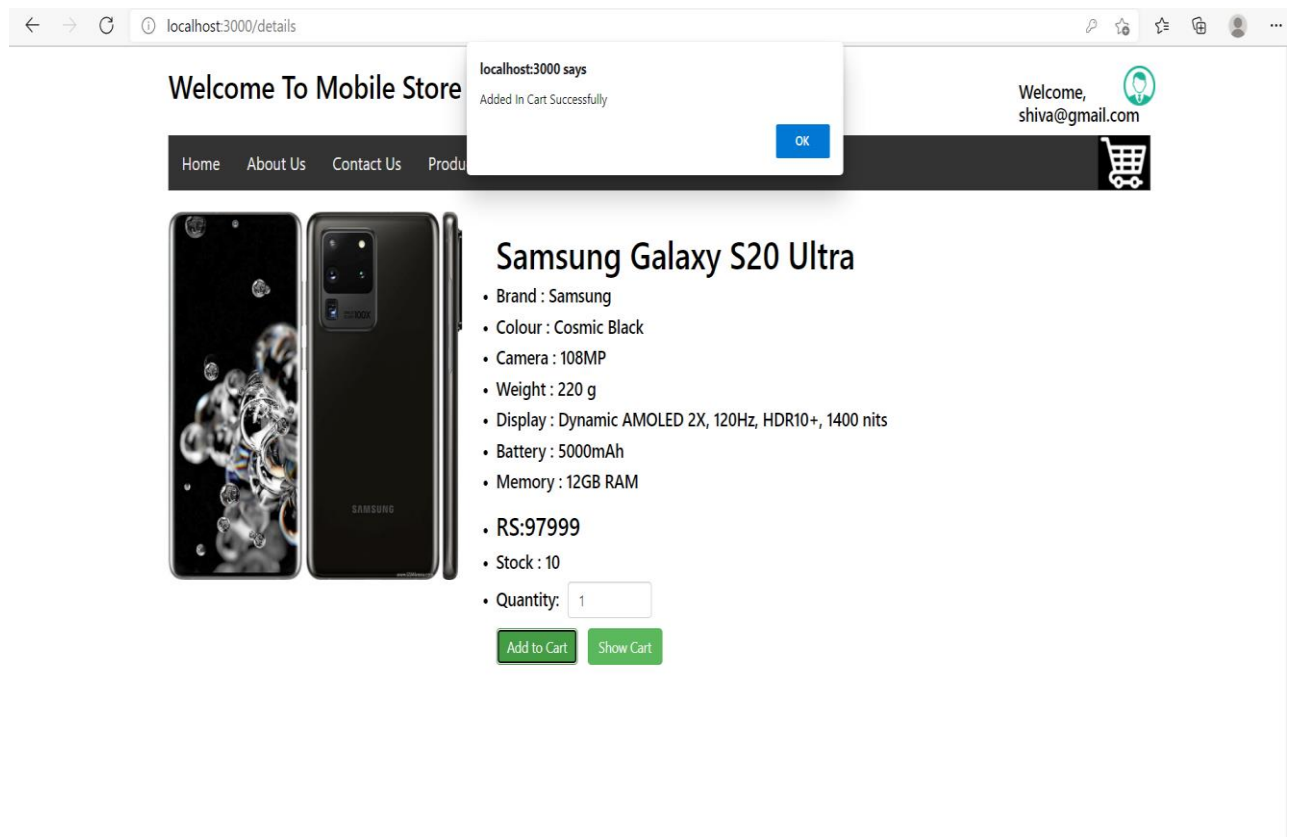 localhost:3000/details
localhost:3000 says
Added In Cart Successfully
OK
Welcome To Mobile Store
Welcome,
shiva@gmail.com
Home About Us Contact Us Produ
Samsung Galaxy S20 Ultra
• Brand : Samsung
• Colour : Cosmic Black
• Camera : 108MP
• Weight : 220 g
• Display : Dynamic AMOLED 2X, 120Hz, HDR10+, 1400 nits
• Battery : 5000mAh
• Memory : 12GB RAM
SAMSUNG
• RS:97999
• Stock : 10
• Quantity: 1
Add to Cart Show Cart